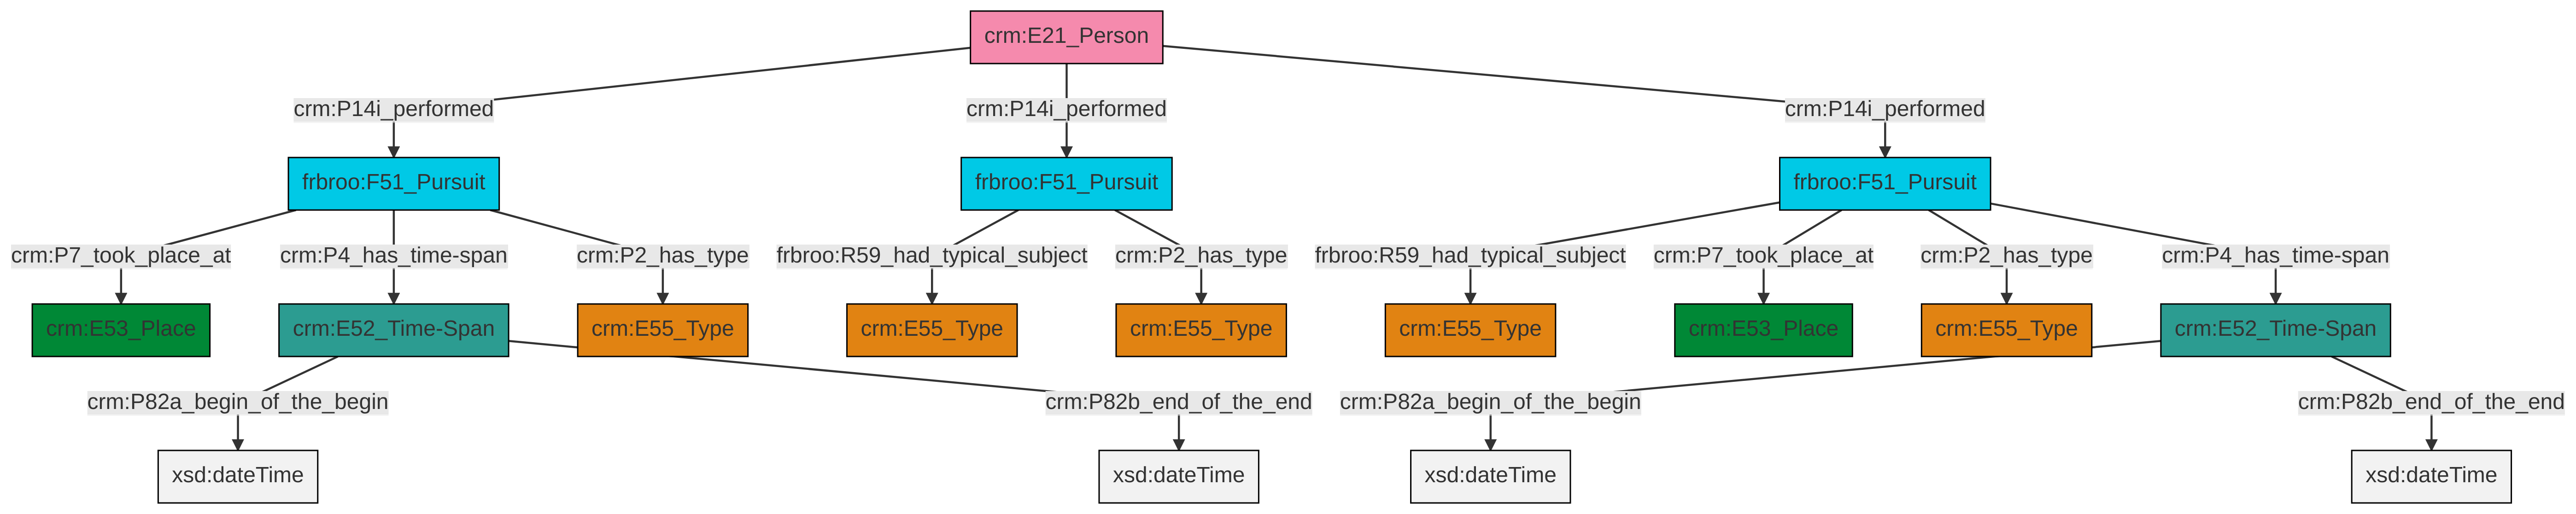 crm:E21_Person
crm:P14i_performed
crm:P14i_performed
crm:P14i_performed
frbroo:F51_Pursuit
frbroo:F51_Pursuit
frbroo:F51_Pursuit
crm:P7_took_place_at
crm:P4_has_time-span
crm:P2_has_type
frbroo:R59_had_typical_subject
crm:P2_has_type
frbroo:R59_had_typical_subject
crm:P7_took_place_at
crm:P2_has_type
crm:P4_has_time-span
crm:E53_Place
crm:E52_Time-Span
crm:E55_Type
crm:E55_Type
crm:E55_Type
crm:E55_Type
crm:E53_Place
crm:E55_Type
crm:E52_Time-Span
crm:P82a_begin_of_the_begin
crm:P82b_end_of_the_end
crm:P82a_begin_of_the_begin
crm:P82b_end_of_the_end
xsd:dateTime
xsd:dateTime
xsd:dateTime
xsd:dateTime